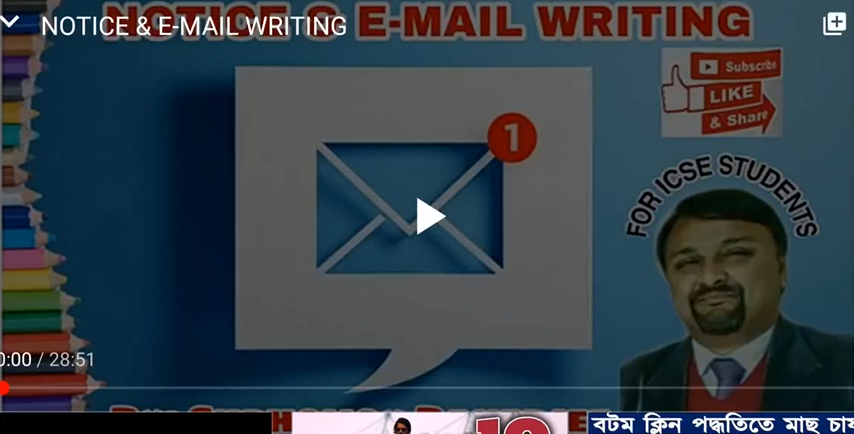 NOTICE & E-MAIL WRITING
NOTICE & E-MAIL WRITING
Subscribe
LIKE
& Share
1
FOR ICSE STUDENTS
0:00 / 28:51
বটম ক্লিন পদ্ধতিতে মাছ চাষ